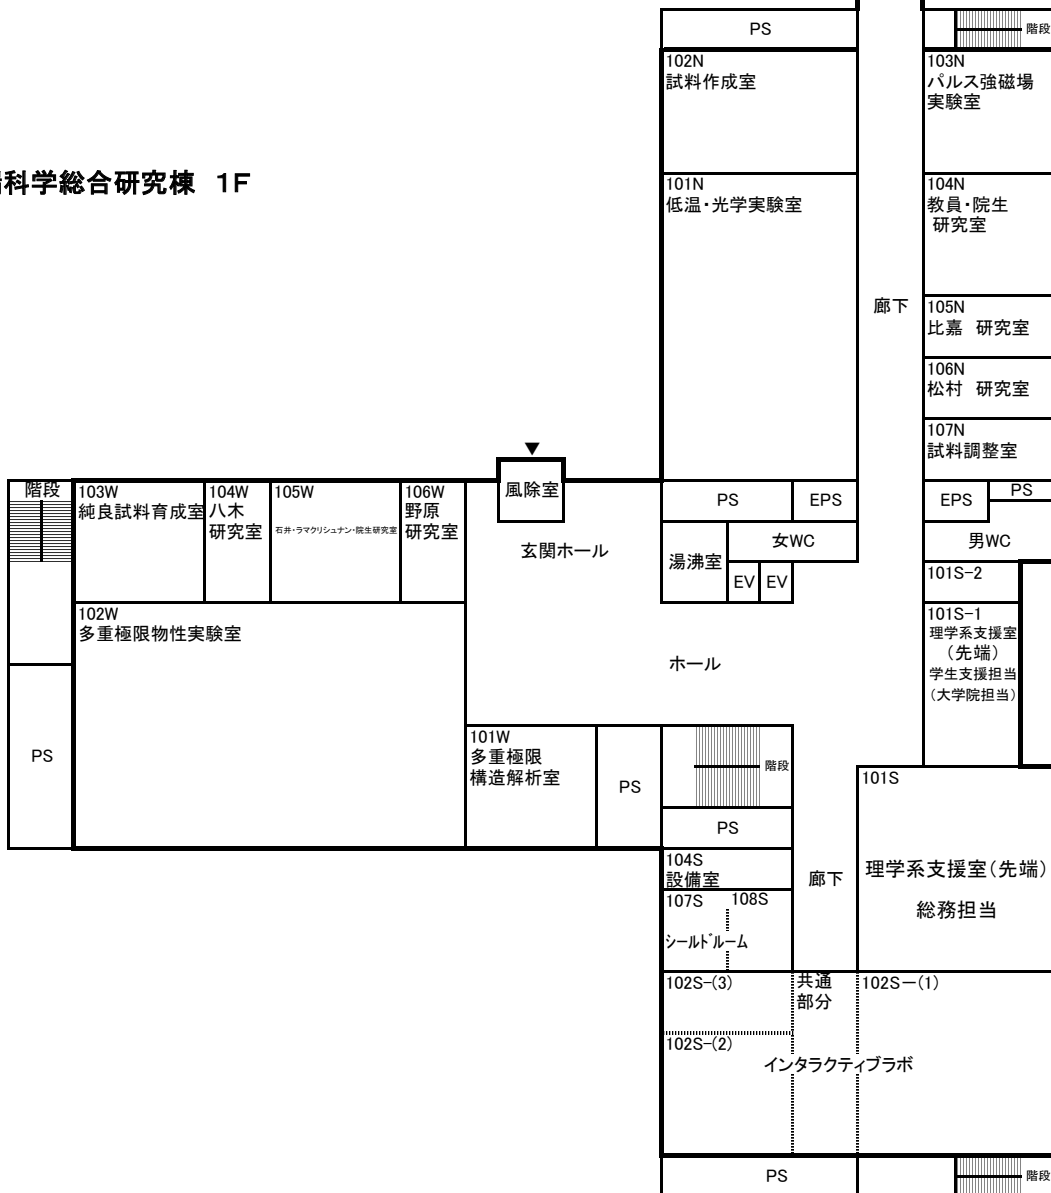 PS
階段
102N
試料作成室
103N
パルス強磁場
実験室
科学総合研究棟 1F
101N
低温・光学実験室
104N
教員・院生
研究室
廊下
105N
比嘉 研究室
106N
松村 研究室
107N
試料調整室
▼
風除室
階段
103W
純良試料育成室
104W
八木
研究室
105W
石井・ラマクリシュナン・院生研究室
106W
野原
研究室
PS
EPS
EPS
PS
玄関ホール
湯沸室
女WC
男WC
EV
EV
101S-2
102W
多重極限物性実験室
101S-1
理学系支援室
(先端)
学生支援担当
(大学院担当)
ホール
PS
101W
多重極限
構造解析室
PS
階段
PS
101S
理学系支援室(先端)
総務担当
104S
設備室
廊下
107S
108S
シールドルーム
102S-(3)
共通
部分
102Sー(1)
102S-(2)
インタラクティブラボ
PS
階段